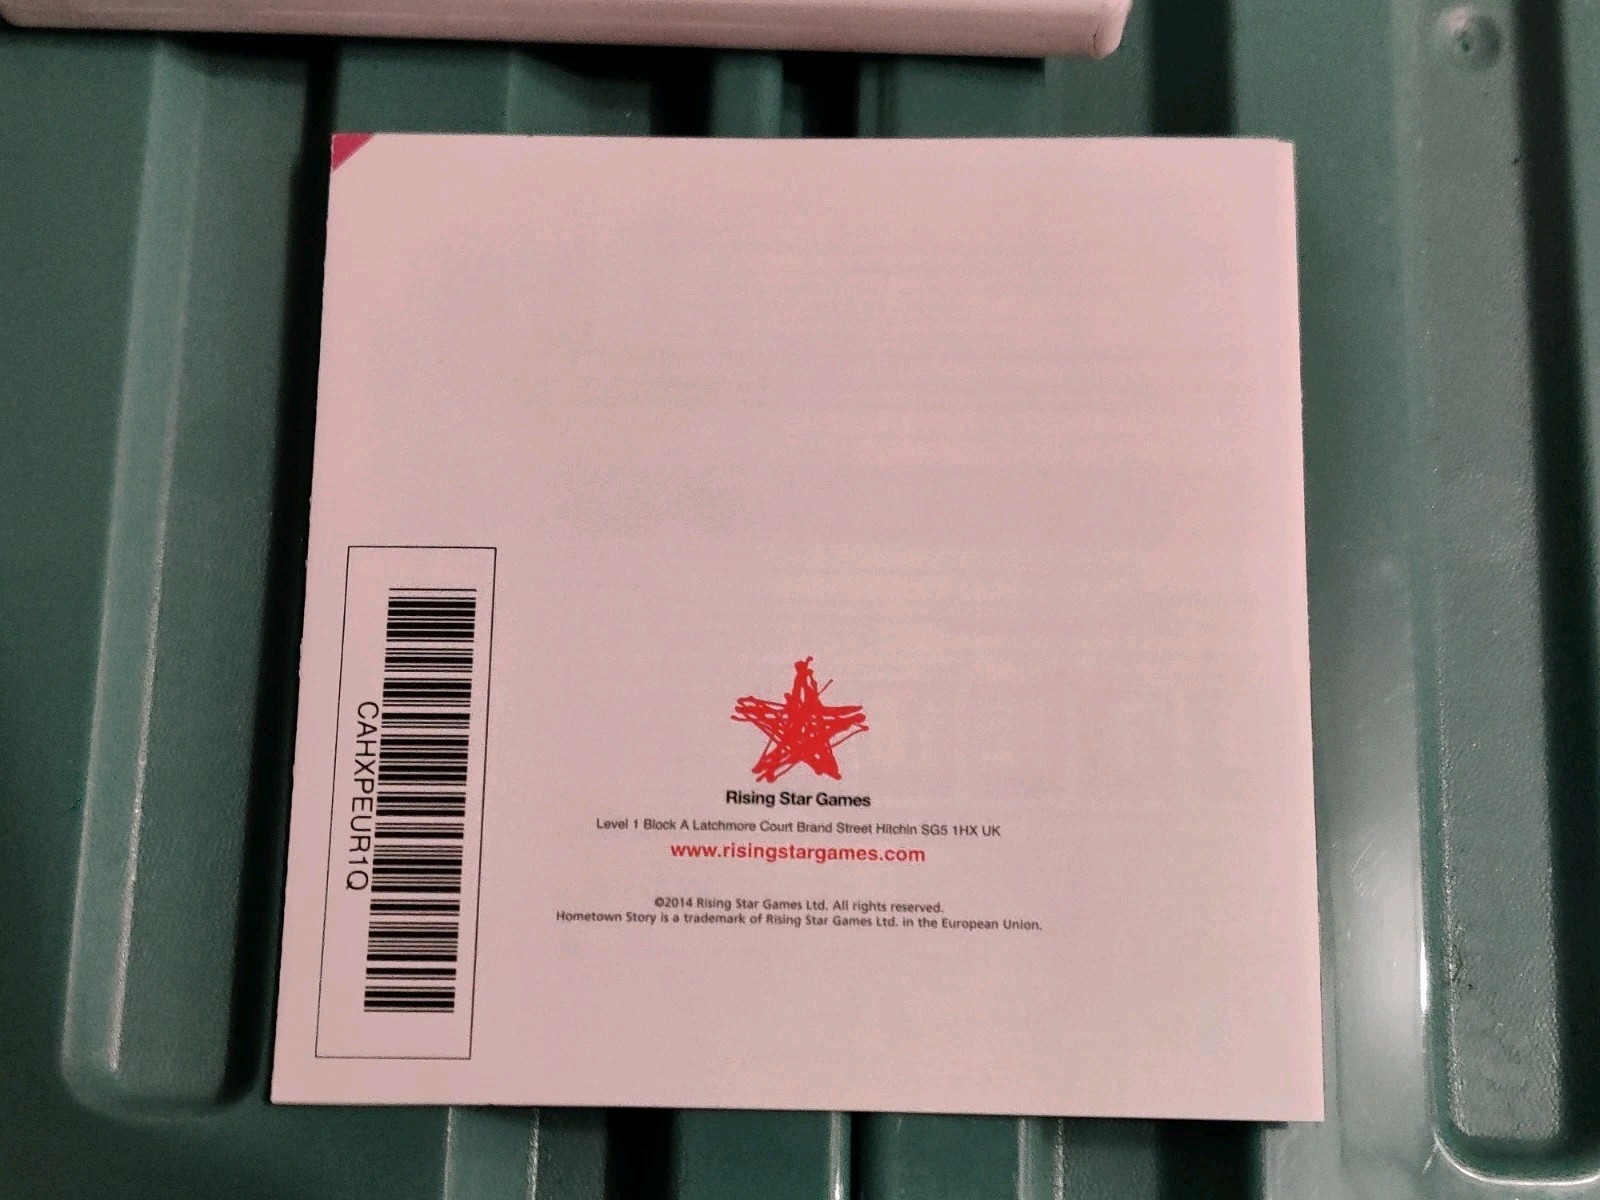 CAHXPEUR1Q
Rising Star Games
Level 1 Block A Latchmore Court Brand Street Hitchin SG5 1HX UK
www.risingstargames.com
©2014 Rising Star Games Ltd. All rights reserved.
Hometown Story is a trademark of Rising Star Games Ltd. in the European Union.